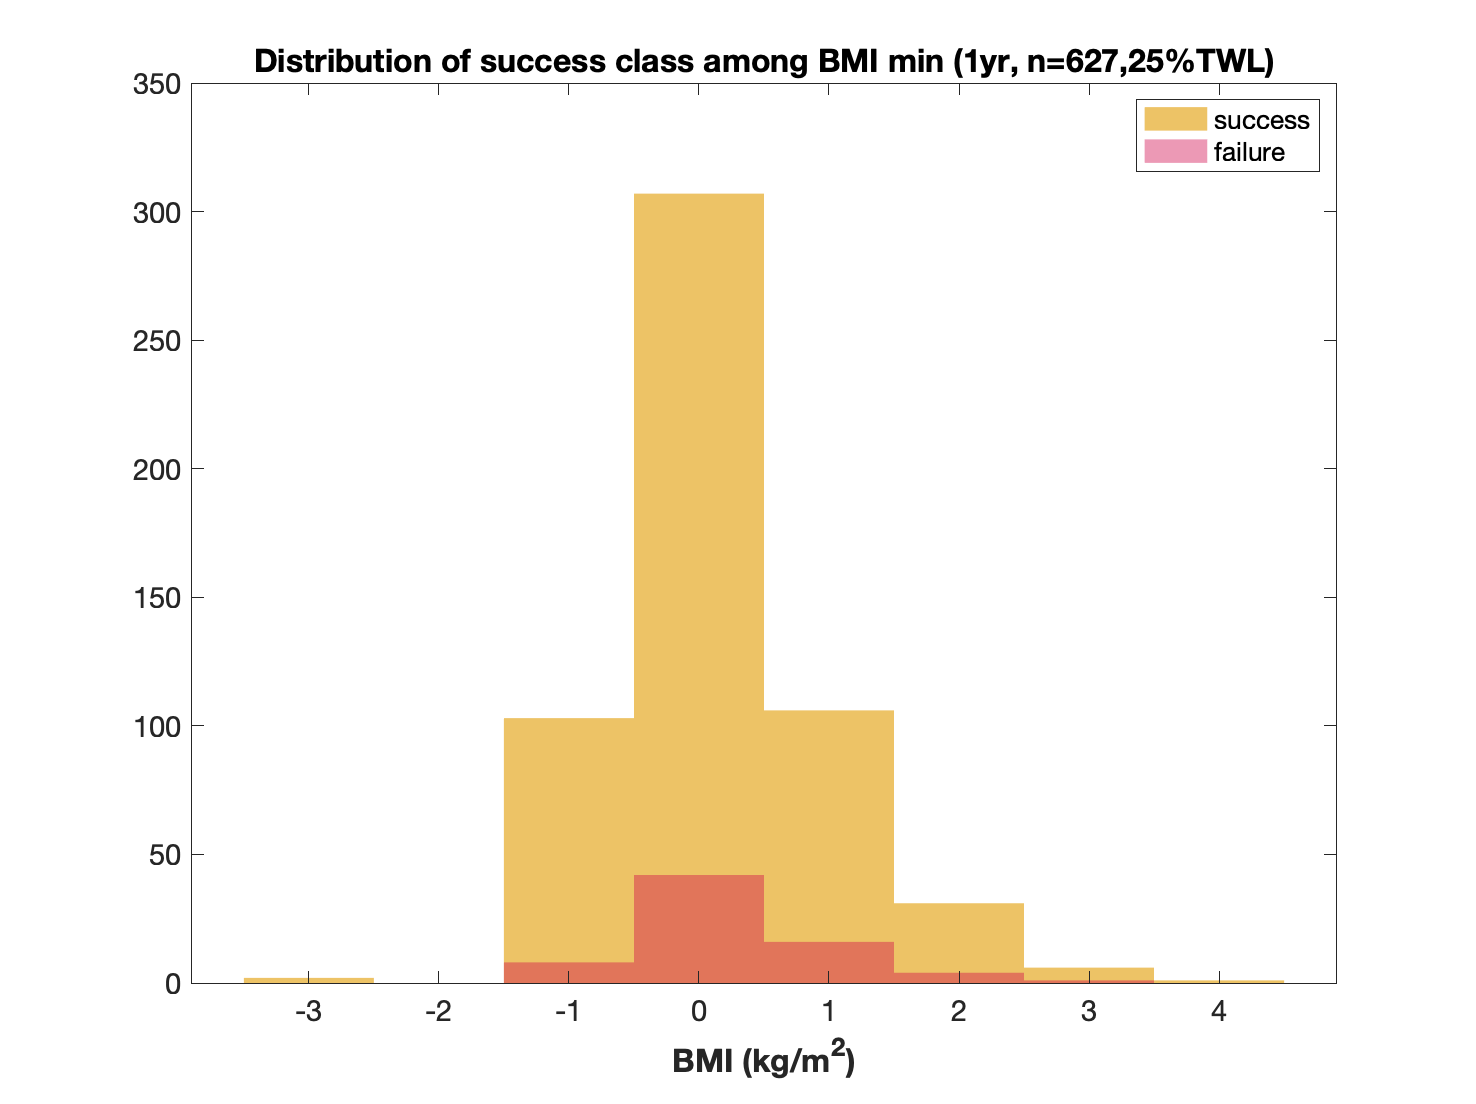 Distribution of success class among BMI min (1yr, n=627,25%TWL)
350
300
250
200
150
100
50
0
success
failure
-3 -2 -1 0 1 2 3 4
BMI (kg/m²)